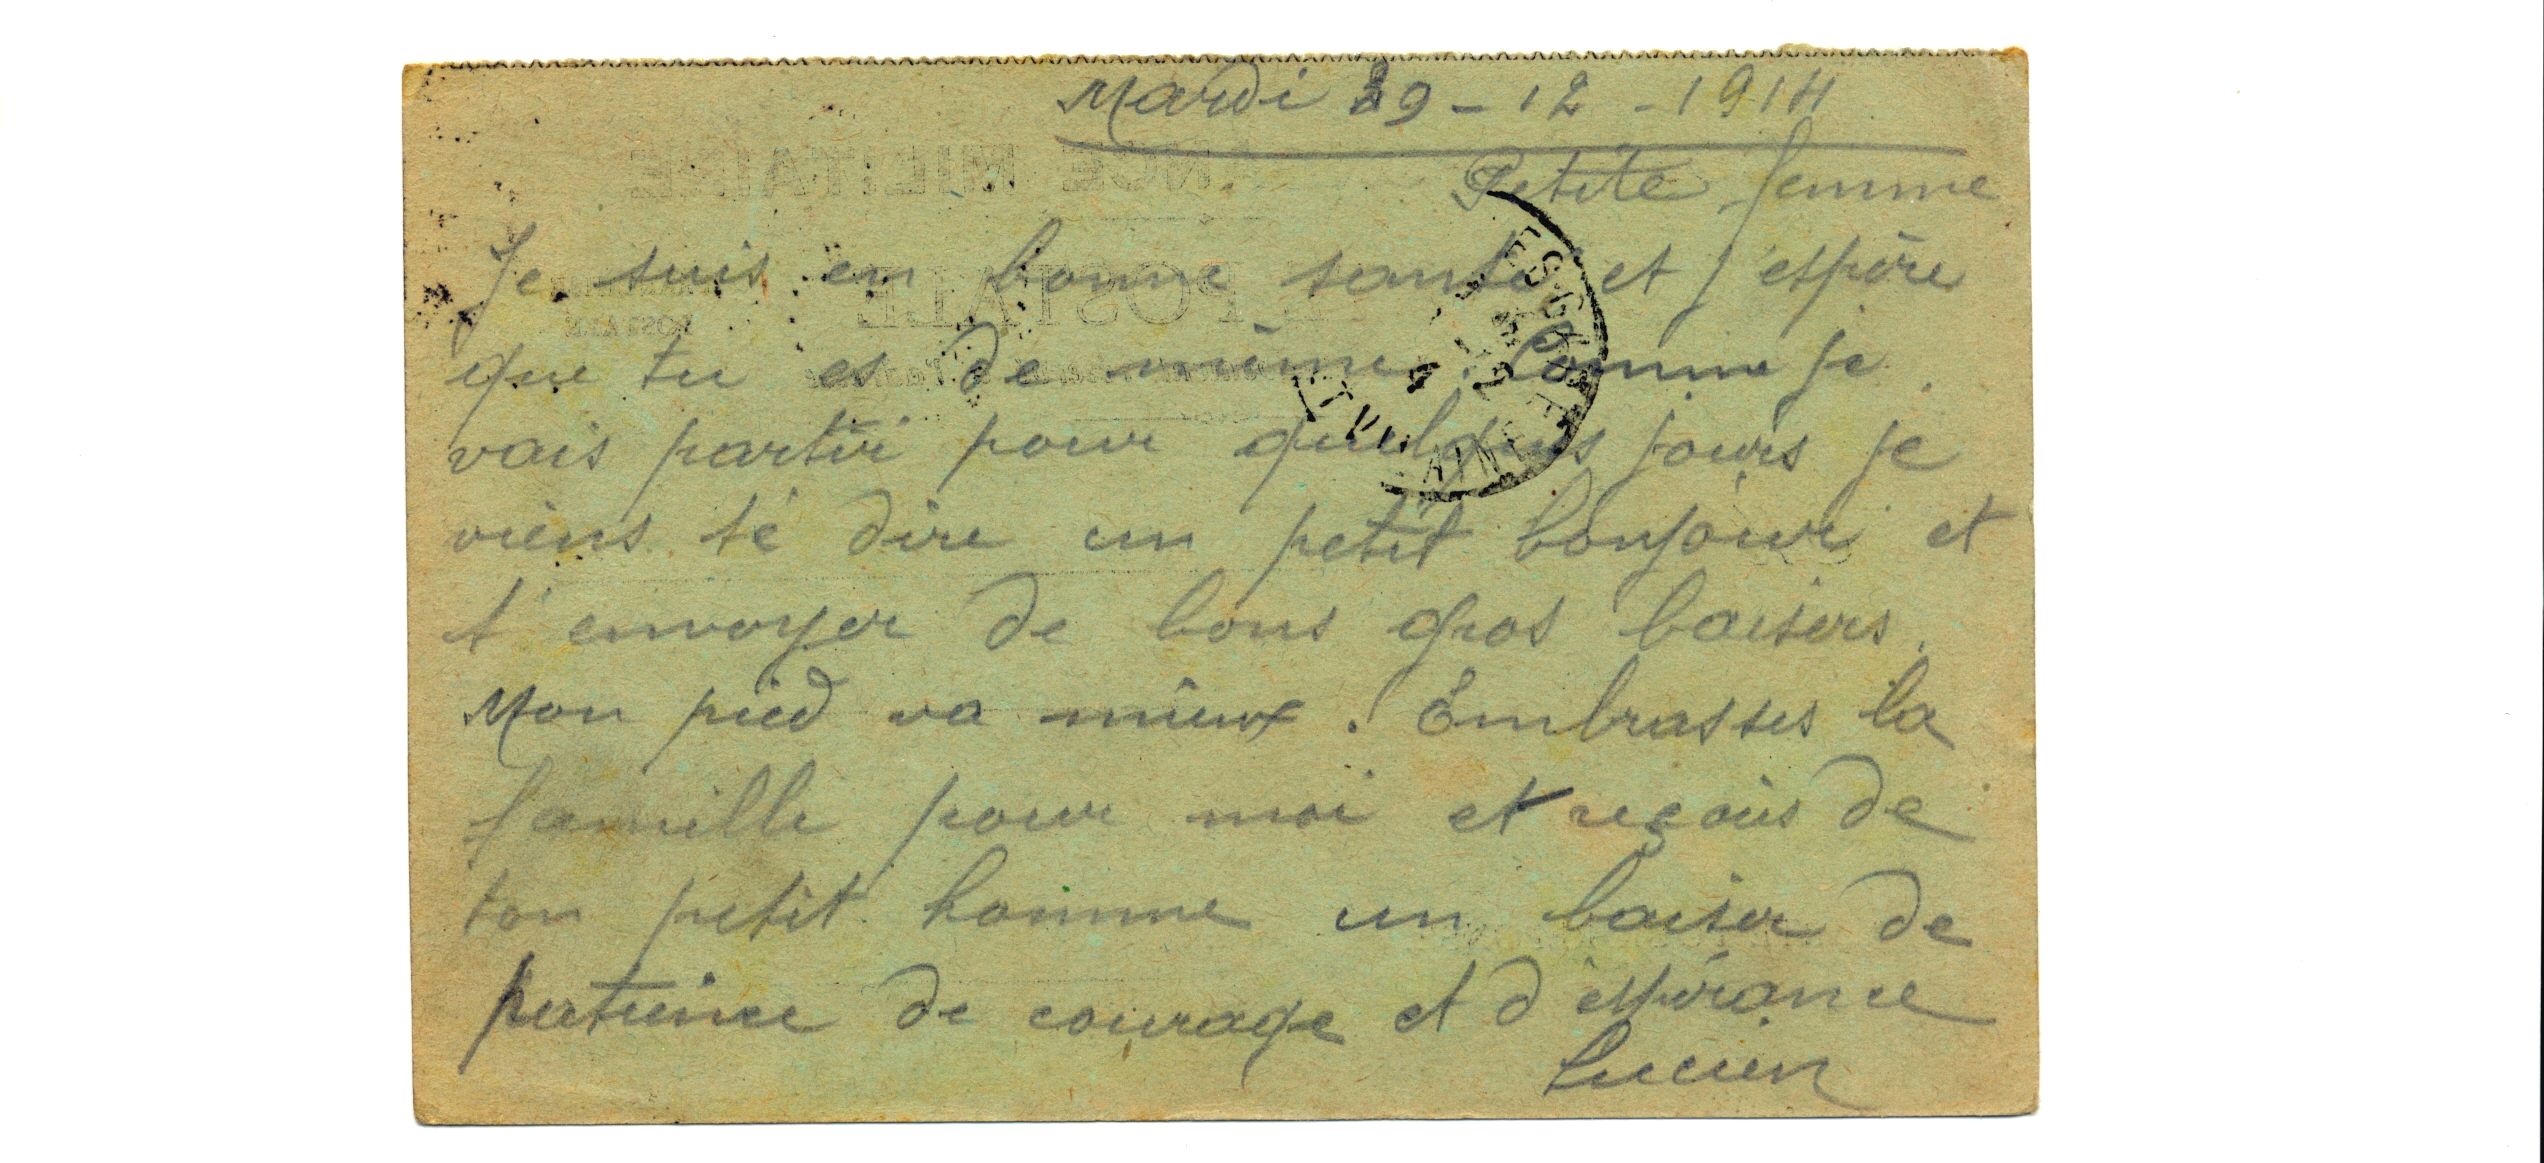 Mardi 29-12-1914
Petite femme
Je suis en bonne santé et j'espère
que tu es de même. Comme je
vais partir pour quelques jours je
viens te dire un petit bonjour et
t'envoyer de bons gros baisers.
Mon pied va mieux. Embrasses la
famille pour moi et reçois de
ton petit homme un baiser de
patience de courage et d'espérance
Lucien